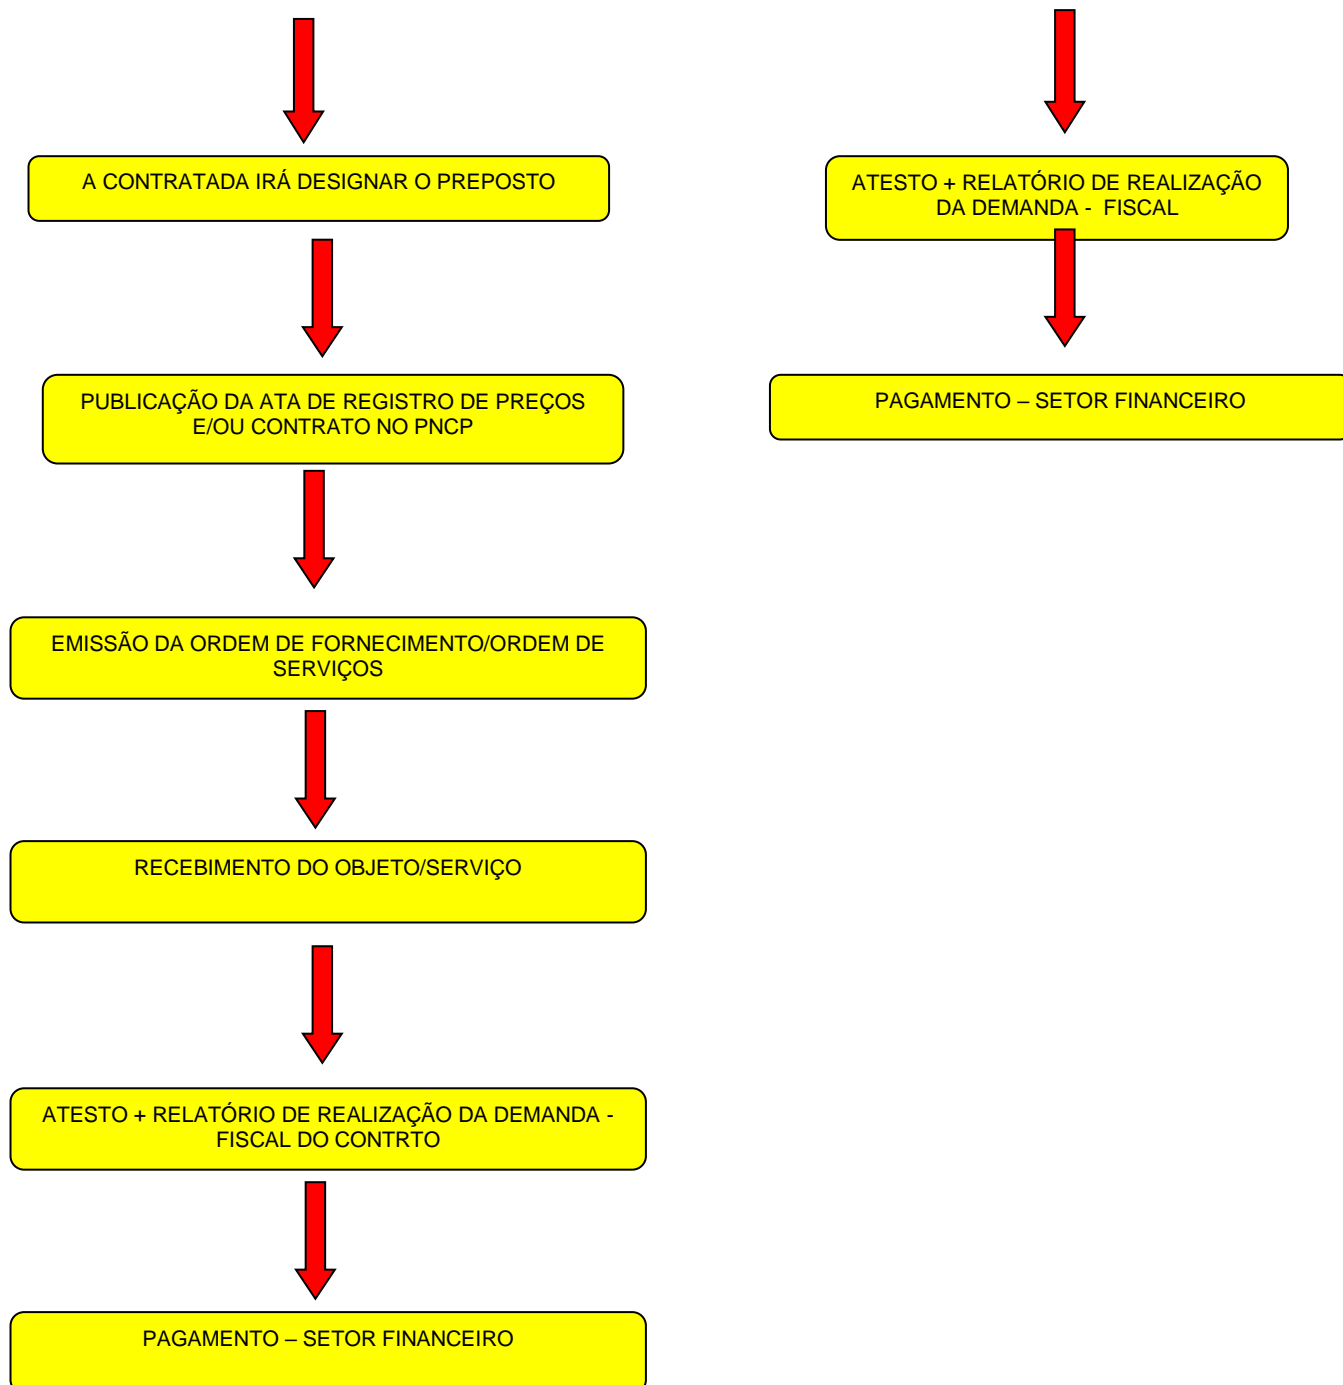 A CONTRATADA IRÁ DESIGNAR O PREPOSTO
PUBLICAÇÃO DA ATA DE REGISTRO DE PREÇOS
E/OU CONTRATO NO PNCP
EMISSÃO DA ORDEM DE FORNECIMENTO/ORDEM DE
SERVIÇOS
RECEBIMENTO DO OBJETO/SERVIÇO
ATESTO + RELATÓRIO DE REALIZAÇÃO DA DEMANDA -
FISCAL DO CONTRTO
PAGAMENTO – SETOR FINANCEIRO
ATESTO + RELATÓRIO DE REALIZAÇÃO
DA DEMANDA - FISCAL
PAGAMENTO – SETOR FINANCEIRO